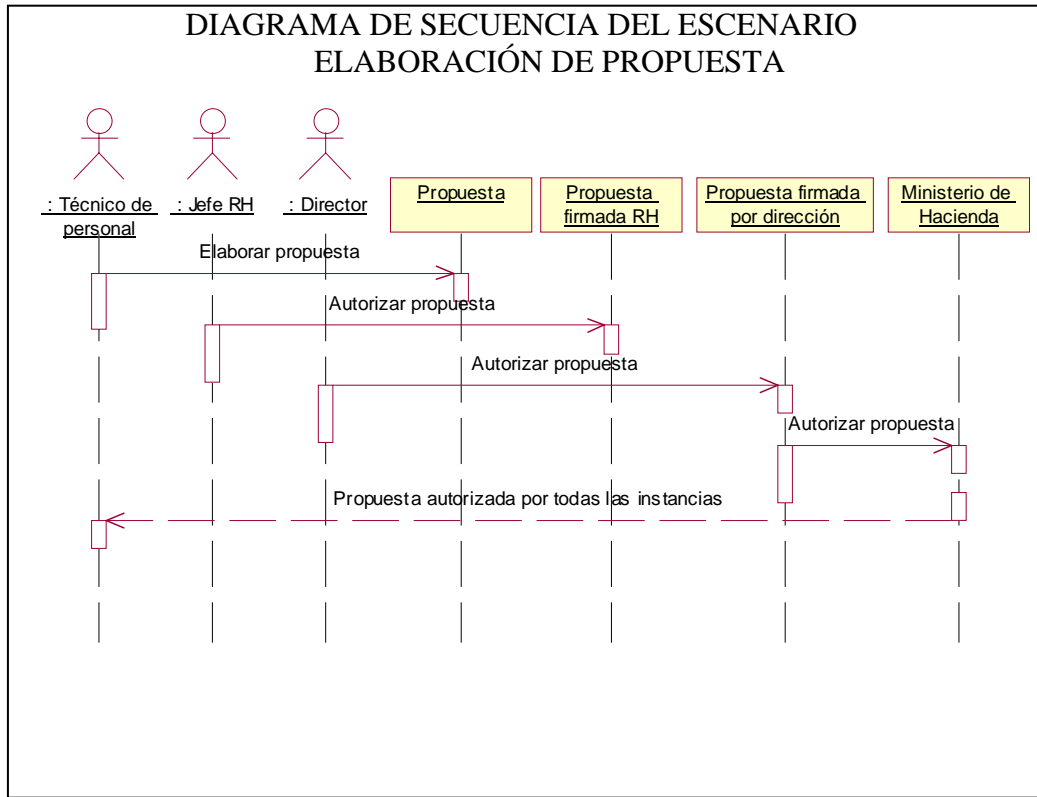 DIAGRAMA DE SECUENCIA DEL ESCENARIO
ELABORACIÓN DE PROPUESTA
: Técnico de
personal
: Jefe RH
: Director
Propuesta
Propuesta
firmada RH
Propuesta firmada
por dirección
Ministerio de
Hacienda
Elaborar propuesta
Autorizar propuesta
Autorizar propuesta
Autorizar propuesta
Propuesta autorizada por todas las instancias